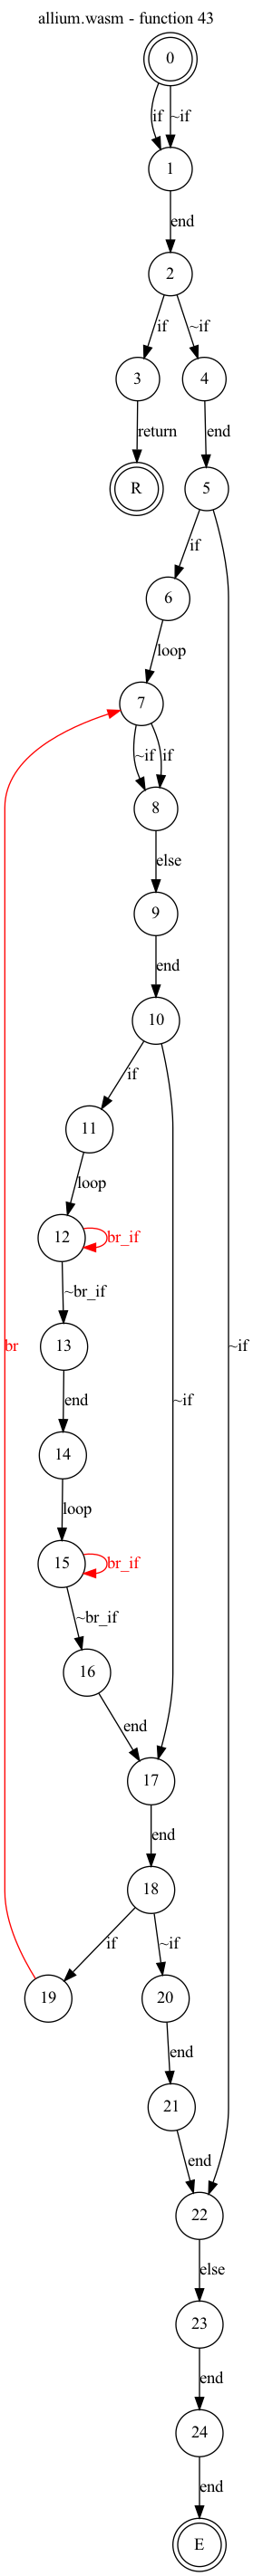 allium.wasm - function 43
0
if
~if
1
end
2
if
~if
3
4
return
end
R
5
if
6
loop
7
~if
if
8
else
9
end
10
if
11
loop
12
br_if
~br_if
br
13
~if
~if
end
14
loop
15
br_if
~br_if
16
end
17
end
18
if
~if
19
20
end
21
end
22
else
23
end
24
end
E